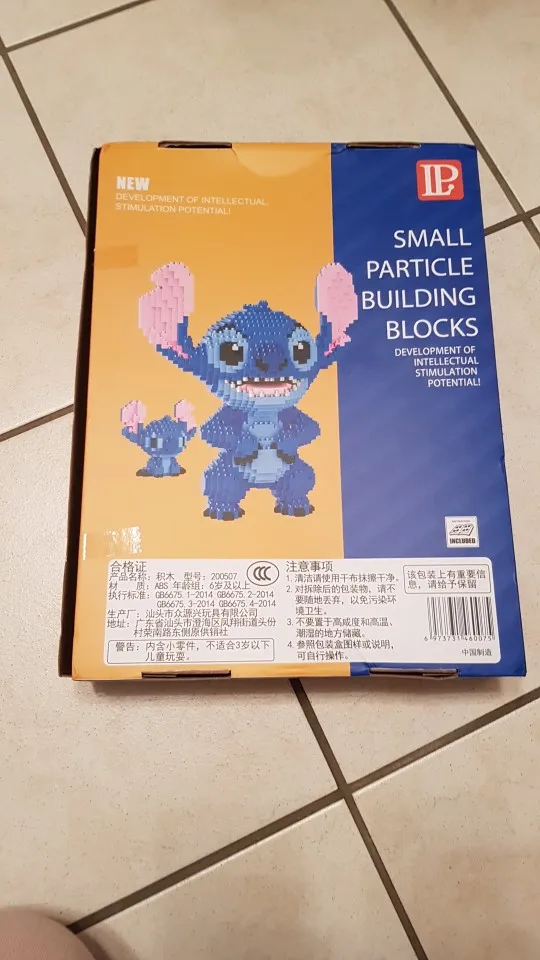 NEW
DEVELOPMENT OF INTELLECTUAL
STIMULATION POTENTIAL!
LP
SMALL
PARTICLE
BUILDING
BLOCKS
DEVELOPMENT OF
INTELLECTUAL
STIMULATION
POTENTIAL!
INCLUDED
合格证
产品名称: 积木 型号: 200507
材 质: ABS 年龄组: 6岁及以上
执行标准: GB6675.1-2014 GB6675.2-2014
GB6675.3-2014 GB6675.4-2014
生产厂: 汕头市众源兴玩具有限公司
地址: 广东省汕头市澄海区凤翔街道头份
村荣南路东侧原供销社
警告: 内含小零件, 不适合3岁以下
儿童玩耍。
CCC
注意事项
1. 清洁请使用干布抹擦干净。
2. 对拆除后的包装物, 请不
要随地丢弃, 以免污染环
境卫生。
3. 不要置于高咸度和高温、
潮湿的地方储藏。
4. 参照包装盒图样或说明,
可自行操作。
该包装上有重要信
息, 请给予保留
6 973731 460075
中国制造